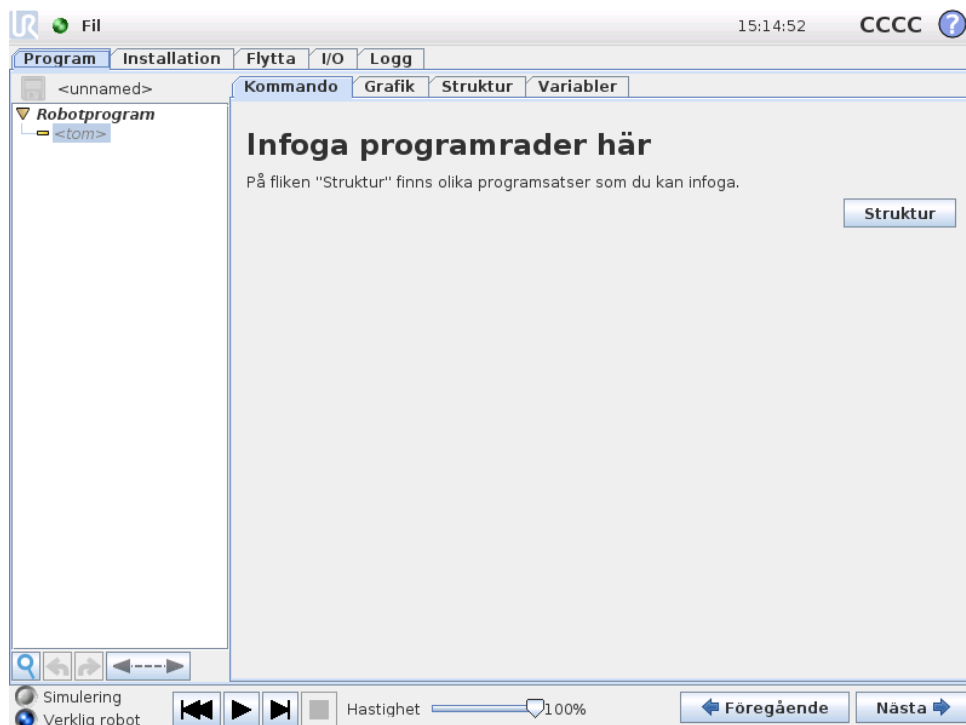 UR Fil 15:14:52 CCCC ?
Program Installation Flytta I/O Logg
<unnamed>
Kommando Grafik Struktur Variabler
Robotprogram
<tom>
Infoga programrader här
På fliken "Struktur" finns olika programsatser som du kan infoga.
Struktur
Simulering
Verklig robot
Hastighet 100%
Föregående Nästa